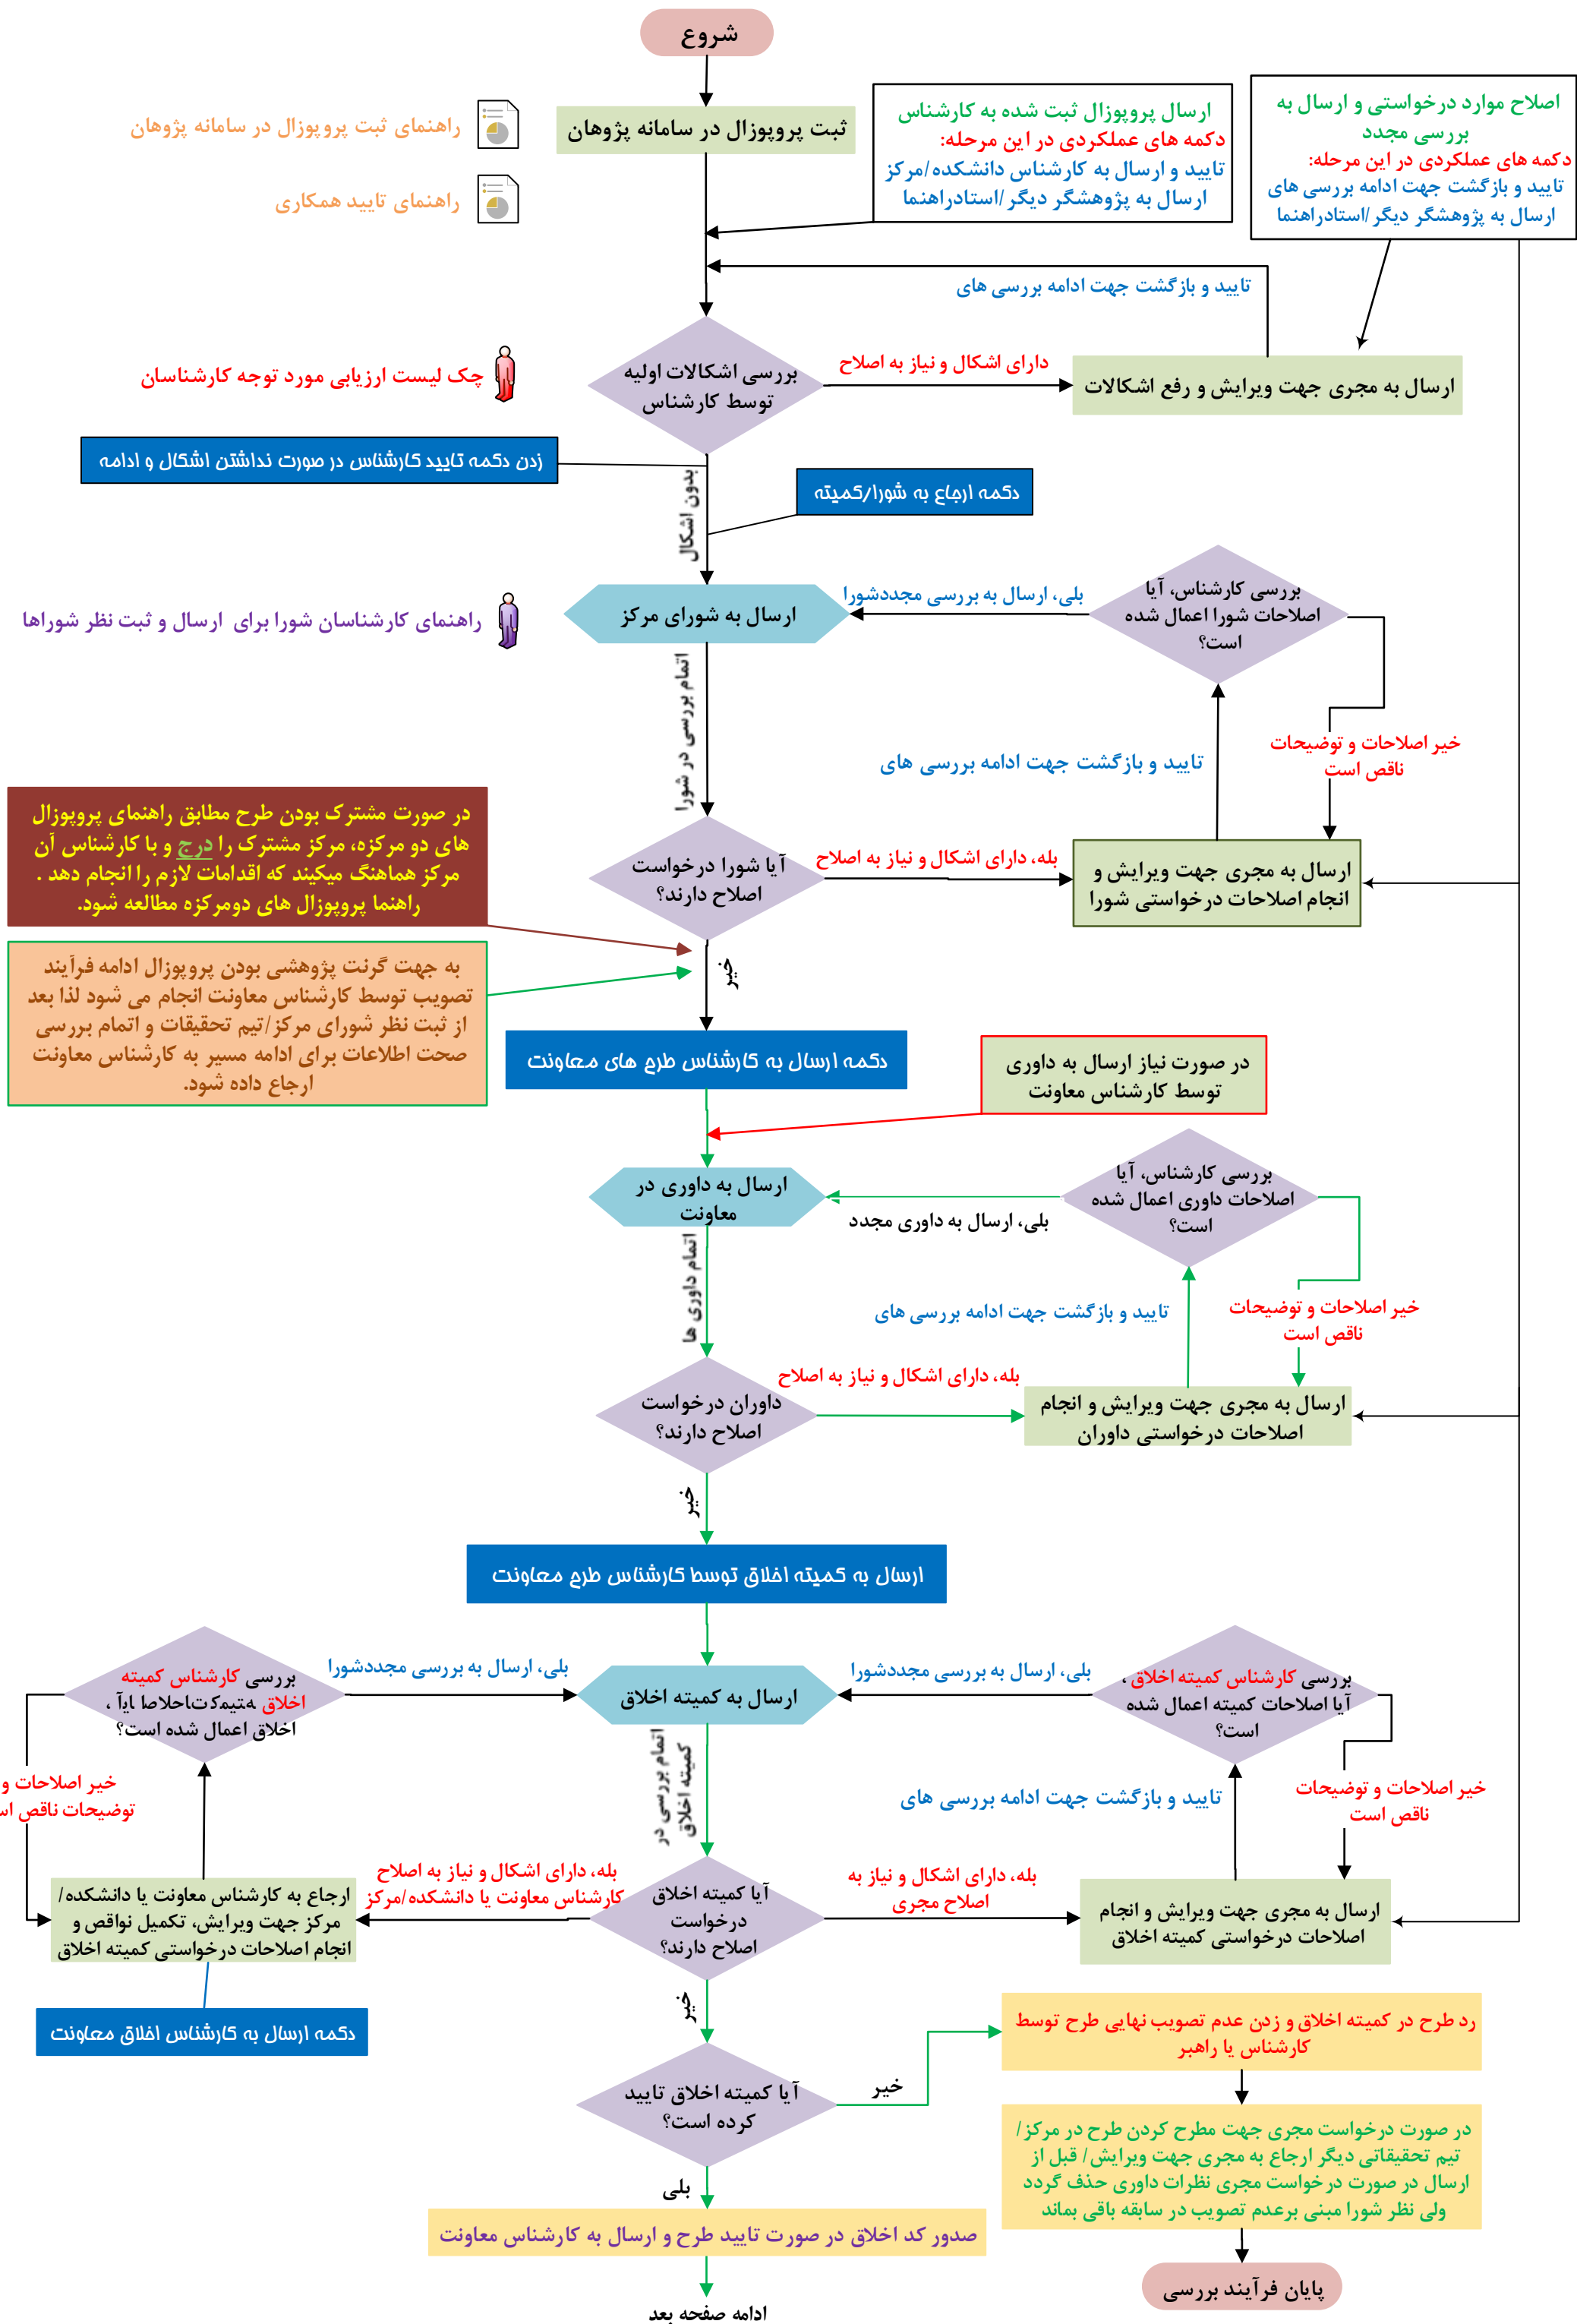 شروع
ثبت پروپوزال در سامانه پژوهان
راهنمای ثبت پروپوزال در سامانه پژوهان
راهنمای تایید همکاری
ارسال پروپوزال ثبت شده به کارشناس
دکمه های عملکردی در این مرحله:
تایید و ارسال به کارشناس دانشکده/مرکز
ارسال به پژوهشگر دیگر/استادراهنما
اصلاح موارد درخواستی و ارسال به
بررسی مجدد
دکمه های عملکردی در این مرحله:
تایید و بازگشت جهت ادامه بررسی های
ارسال به پژوهشگر دیگر/استادراهنما
تایید و بازگشت جهت ادامه بررسی های
بررسی اشکالات اولیه
توسط کارشناس
دارای اشکال و نیاز به اصلاح
ارسال به مجری جهت ویرایش و رفع اشکالات
چک لیست ارزیابی مورد توجه کارشناسان
زدن دکمه تایید کارشناس در صورت نداشتن اشکال و ادامه
بدون اشکال
دکمه ارجاع به شورا/کمیته
ارسال به شورای مرکز
بلی، ارسال به بررسی مجددشورا
بررسی کارشناس، آیا
اصلاحات شورا اعمال شده
است؟
راهنمای کارشناسان شورا برای ارسال و ثبت نظر شوراها
اتمام بررسی در شورا
تایید و بازگشت جهت ادامه بررسی های
خیر اصلاحات و توضیحات
ناقص است
در صورت مشترک بودن طرح مطابق راهنمای پروپوزال
های دو مرکزه، مرکز مشترک را درج و با کارشناس آن
مرکز هماهنگ میکیند که اقدامات لازم را انجام دهد .
راهنما پروپوزال های دومرکزه مطالعه شود.
آیا شورا درخواست
اصلاح دارند؟
بله، دارای اشکال و نیاز به اصلاح
ارسال به مجری جهت ویرایش و
انجام اصلاحات درخواستی شورا
خیر
به جهت گرنت پژوهشی بودن پروپوزال ادامه فرآیند
تصویب توسط کارشناس معاونت انجام می شود لذا بعد
از ثبت نظر شورای مرکز/تیم تحقیقات و اتمام بررسی
صحت اطلاعات برای ادامه مسیر به کارشناس معاونت
ارجاع داده شود.
دکمه ارسال به کارشناس طرح های معاونت
در صورت نیاز ارسال به داوری
توسط کارشناس معاونت
ارسال به داوری در
معاونت
بلی، ارسال به داوری مجدد
بررسی کارشناس، آیا
اصلاحات داوری اعمال شده
است؟
اتمام داوری ها
تایید و بازگشت جهت ادامه بررسی های
خیر اصلاحات و توضیحات
ناقص است
داوران درخواست
اصلاح دارند؟
بله، دارای اشکال و نیاز به اصلاح
ارسال به مجری جهت ویرایش و انجام
اصلاحات درخواستی داوران
خیر
ارسال به کمیته اخلاق توسط کارشناس طرح معاونت
بررسی کارشناس کمیته
اخلاق ، آیا اصلاحات کمیته
اخلاق اعمال شده است؟
بلی، ارسال به بررسی مجددشورا
ارسال به کمیته اخلاق
بلی، ارسال به بررسی مجددشورا
بررسی کارشناس کمیته اخلاق ،
آیا اصلاحات کمیته اعمال شده
است؟
خیر اصلاحات و
توضیحات ناقص
اتمام بررسی در
کمیته اخلاق
تایید و بازگشت جهت ادامه بررسی های
خیر اصلاحات و توضیحات
ناقص است
ارجاع به کارشناس معاونت یا دانشکده/
مرکز جهت ویرایش، تکمیل نواقص و
انجام اصلاحات درخواستی کمیته اخلاق
بله، دارای اشکال و نیاز به اصلاح
کارشناس معاونت یا دانشکده/مرکز
آیا کمیته اخلاق
درخواست
اصلاح دارند؟
بله، دارای اشکال و نیاز به
اصلاح مجری
ارسال به مجری جهت ویرایش و انجام
اصلاحات درخواستی کمیته اخلاق
دکمه ارسال به کارشناس اخلاق معاونت
خیر
رد طرح در کمیته اخلاق و زدن عدم تصویب نهایی طرح توسط
کارشناس یا راهبر
آیا کمیته اخلاق تایید
کرده است؟
خیر
در صورت درخواست مجری جهت مطرح کردن طرح در مرکز/
تیم تحقیقاتی دیگر ارجاع به مجری جهت ویرایش/ قبل از
ارسال در صورت درخواست مجری نظرات داوری حذف گردد
ولی نظر شورا مبنی برعدم تصویب در سابقه باقی بماند
بلی
صدور کد اخلاق در صورت تایید طرح و ارسال به کارشناس معاونت
پایان فرآیند بررسی
ادامه صفحه بعد